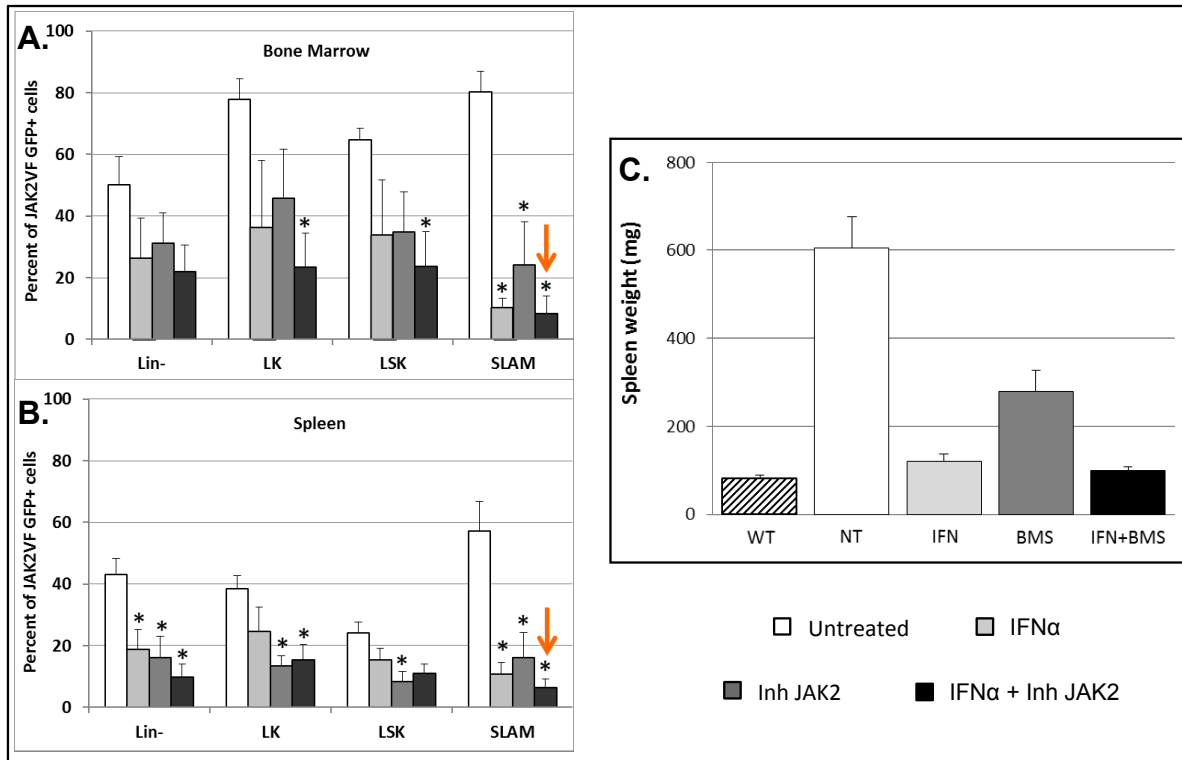 A.
Bone Marrow
Percent of JAK2VF GFP+ cells
100
80
60
40
20
0
* * * * *
Lin- LK LSK SLAM
B.
Spleen
Percent of JAK2VF GFP+ cells
100
80
60
40
20
0
* * * * * * * * *
Lin- LK LSK SLAM
C.
Spleen weight (mg)
800
600
400
200
0
WT NT IFN BMS IFN+BMS
Untreated IFNα
Inh JAK2 IFNα + Inh JAK2